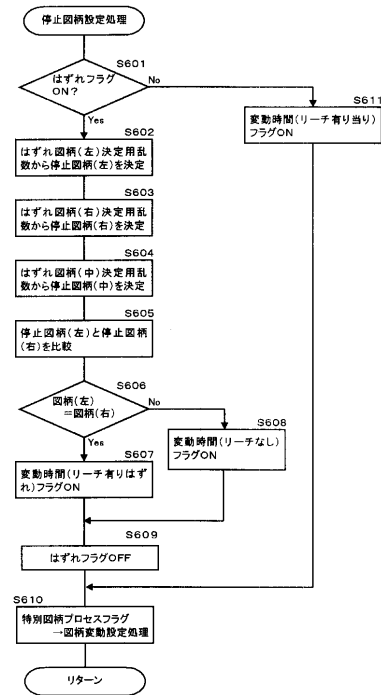 停止図柄設定処理
S601
はずれフラグ
ON?
No
Yes
S611
変動時間(リーチ有り当り)
フラグON
S602
はずれ図柄(左)決定用乱
数から停止図柄(左)を決定
S603
はずれ図柄(右)決定用乱
数から停止図柄(右)を決定
S604
はずれ図柄(中)決定用乱
数から停止図柄(中)を決定
S605
停止図柄(左)と停止図柄
(右)を比較
S606
図柄(左)
=図柄(右)
No
Yes
S608
変動時間(リーチなし)
フラグON
S607
変動時間(リーチ有りはず
れ)フラグON
S609
はずれフラグOFF
S610
特別図柄プロセスフラグ
→図柄変動設定処理
リターン